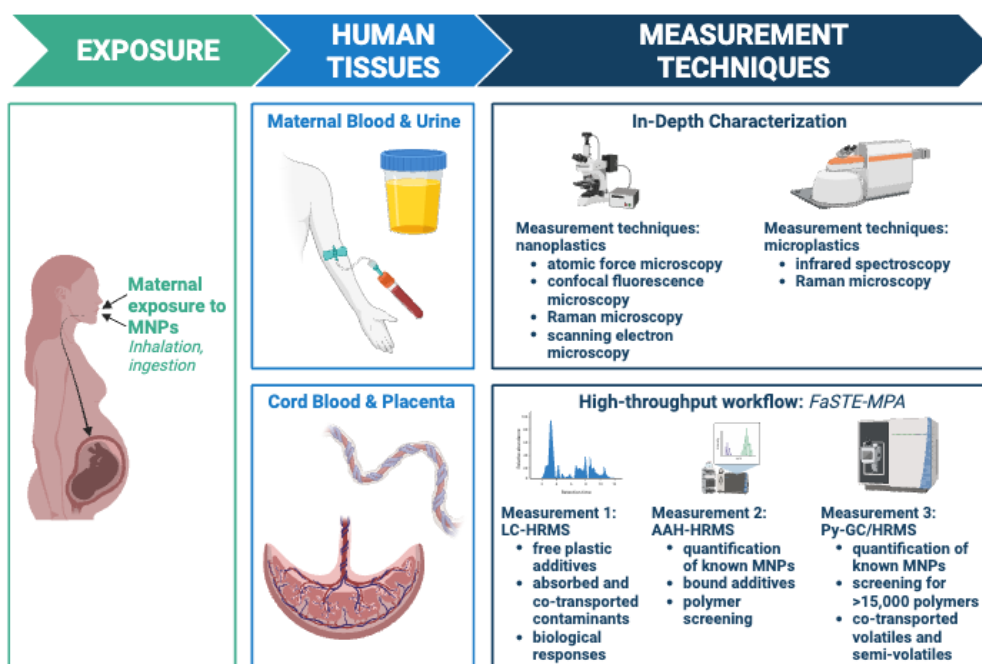 EXPOSURE
HUMAN
TISSUES
MEASUREMENT
TECHNIQUES
Maternal
exposure to
MNPs
Inhalation,
ingestion
Maternal Blood & Urine
Cord Blood & Placenta
In-Depth Characterization
Measurement techniques:
nanoplastics
• atomic force microscopy
• confocal fluorescence
microscopy
• Raman microscopy
• scanning electron
microscopy
Measurement techniques:
microplastics
• infrared spectroscopy
• Raman microscopy
High-throughput workflow: FaSTE-MPA
Measurement 1:
LC-HRMS
• free plastic
additives
• absorbed and
co-transported
contaminants
• biological
responses
Measurement 2:
AAH-HRMS
• quantification
of known MNPs
• bound additives
• polymer
screening
Measurement 3:
Py-GC/HRMS
• quantification of
known MNPs
• screening for
>15,000 polymers
• co-transported
volatiles and
semi-volatiles